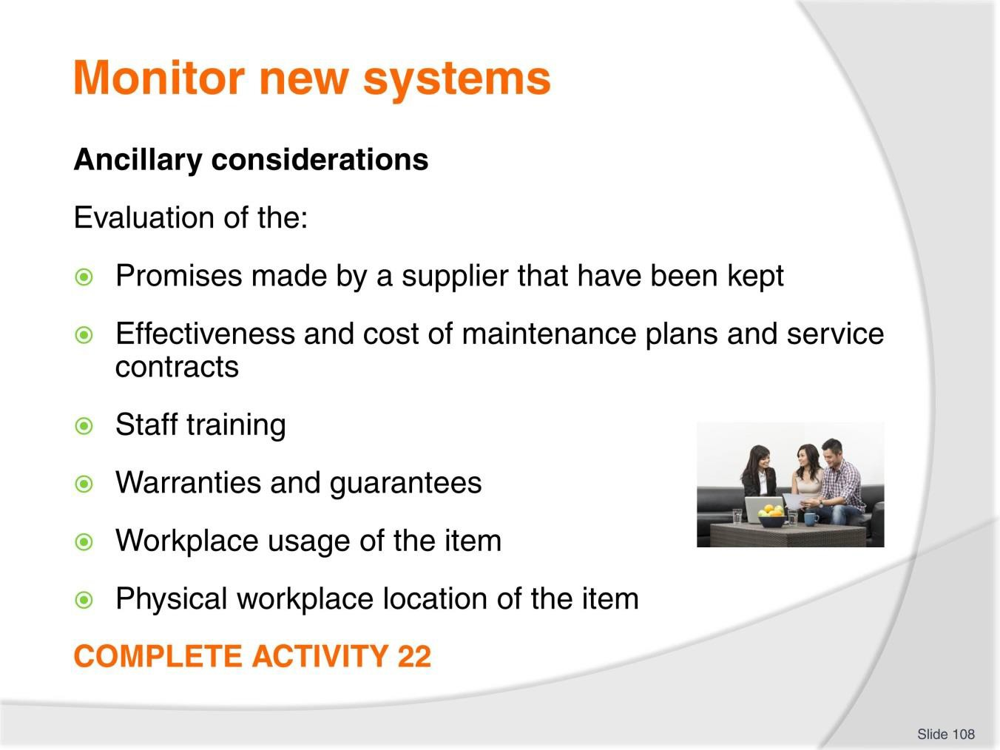 Monitor new systems
Ancillary considerations
Evaluation of the:
Promises made by a supplier that have been kept
Effectiveness and cost of maintenance plans and service
contracts
Staff training
Warranties and guarantees
Workplace usage of the item
Physical workplace location of the item
COMPLETE ACTIVITY 22
Slide 108